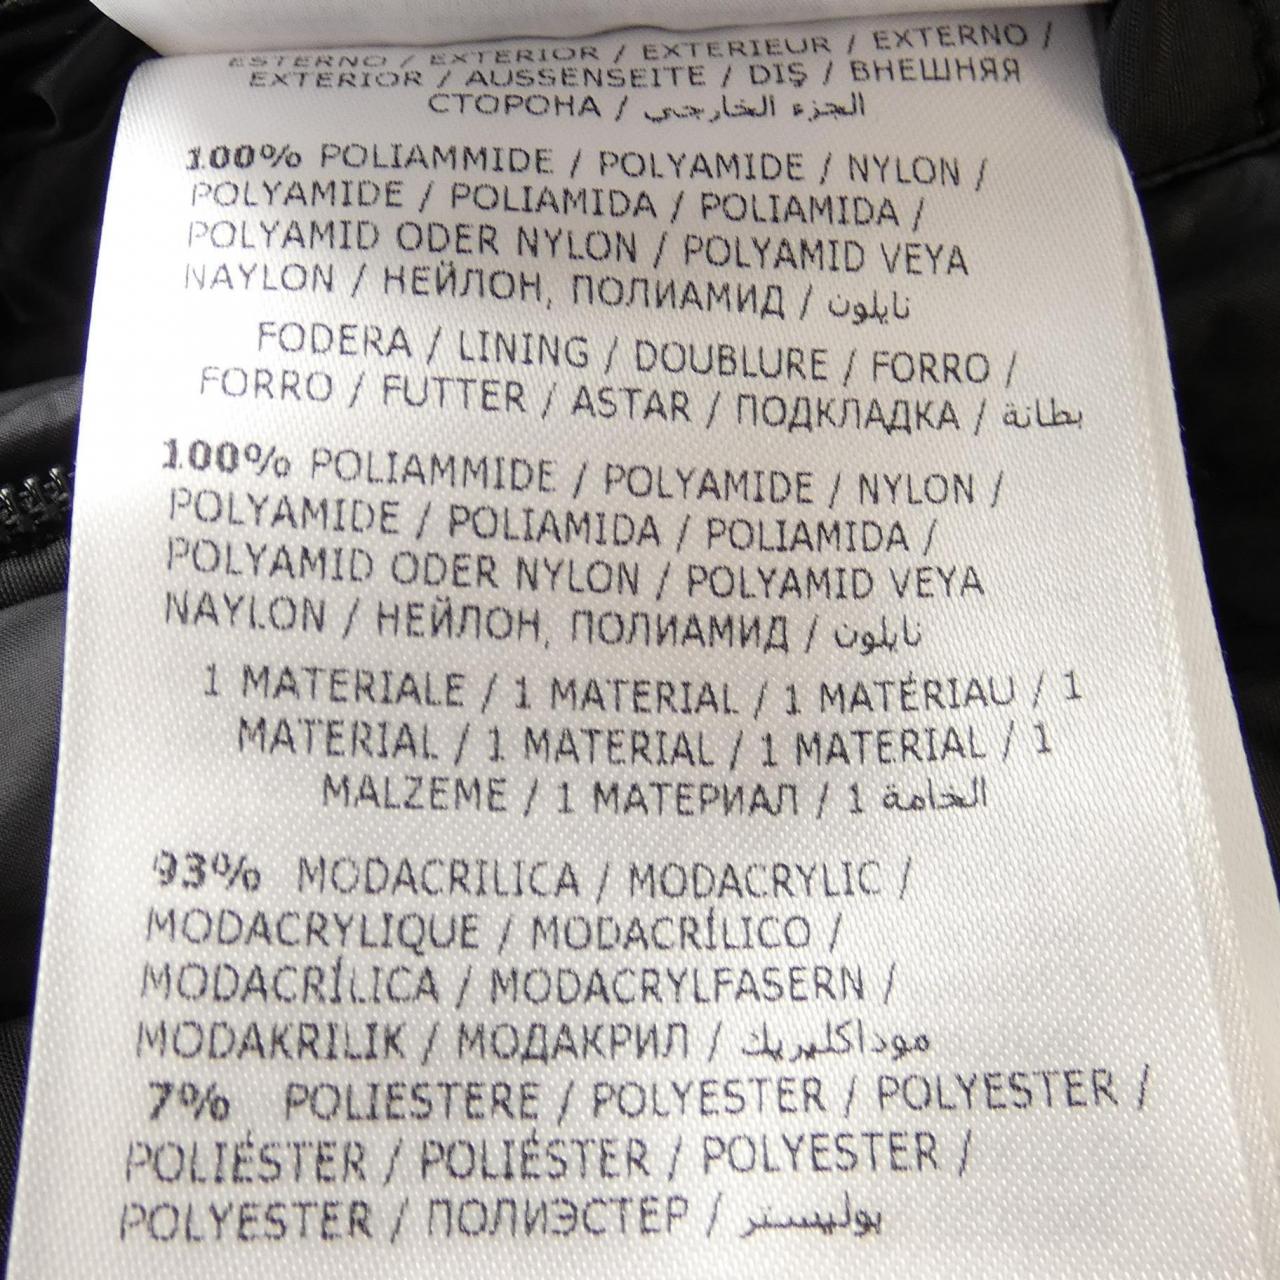 ESTERNO / EXTERIOR / EXTERIEUR / EXTERNO /
EXTERIOR / AUSSENSEITE / DIŞ / ВНЕШНЯЯ
СТОРОНА / الجزء الخارجي
100% POLIAMMIDE / POLYAMIDE / NYLON /
POLYAMIDE / POLIAMIDA / POLIAMIDA /
POLYAMID ODER NYLON / POLYAMID VEYA
NAYLON / НЕЙЛОН, ПОЛИАМИД / نايلون
FODERA / LINING / DOUBLURE / FORRO /
FORRO / FUTTER / ASTAR / ПОДКЛАДКА / بطانة
100% POLIAMMIDE / POLYAMIDE / NYLON /
POLYAMIDE / POLIAMIDA / POLIAMIDA /
POLYAMID ODER NYLON / POLYAMID VEYA
NAYLON / НЕЙЛОН, ПОЛИАМИД / نايلون
1 MATERIALE / 1 MATERIAL / 1 MATÉRIAU / 1
MATERIAL / 1 MATERIAL / 1 MATERIAL / 1
MALZEME / 1 МАТЕРИАЛ / 1 الخامة
93% MODACRILICA / MODACRYLIC /
MODACRYLIQUE / MODACRÍLICO /
MODACRÍLICA / MODACRYLFASERN /
MODAKRILIK / МОДАКРИЛ / موداكليريك
7% POLIESTERE / POLYESTER / POLYESTER /
POLIÉSTER / POLIÉSTER / POLYESTER /
POLYESTER / ПОЛИЭСТЕР / بوليستر